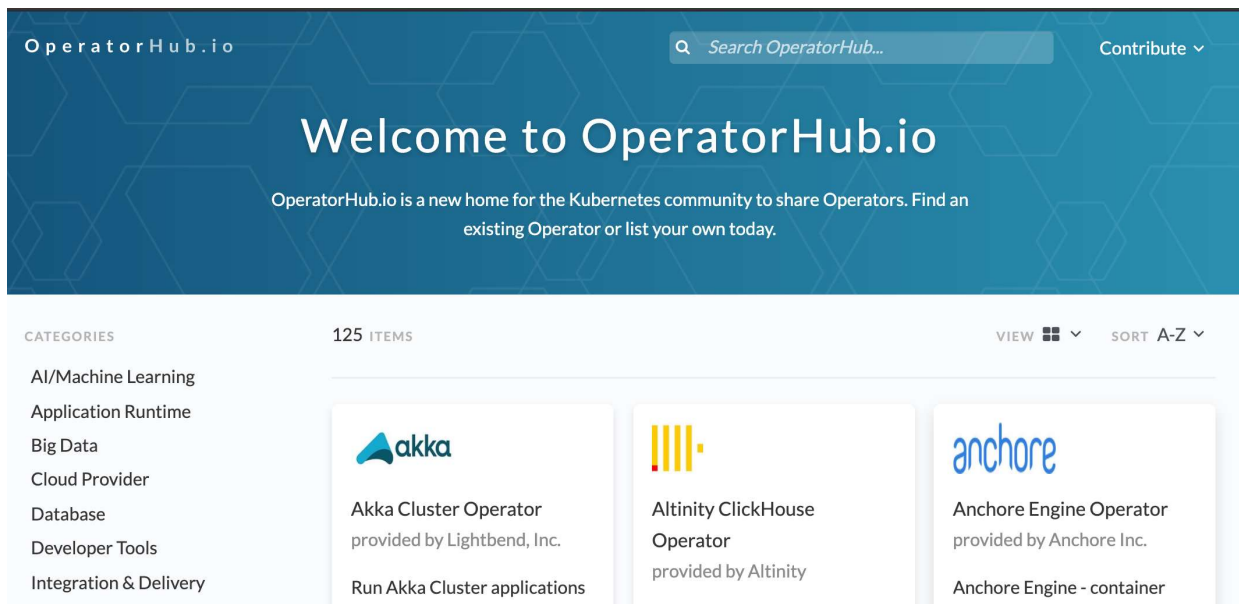 OperatorHub.io
Search OperatorHub...
Contribute
Welcome to OperatorHub.io
OperatorHub.io is a new home for the Kubernetes community to share Operators. Find an
existing Operator or list your own today.
CATEGORIES
AI/Machine Learning
Application Runtime
Big Data
Cloud Provider
Database
Developer Tools
Integration & Delivery
125 ITEMS
VIEW
SORT A-Z
akka
Akka Cluster Operator
provided by Lightbend, Inc.
Run Akka Cluster applications
Altinity ClickHouse
Operator
provided by Altinity
anchore
Anchore Engine Operator
provided by Anchore Inc.
Anchore Engine - container